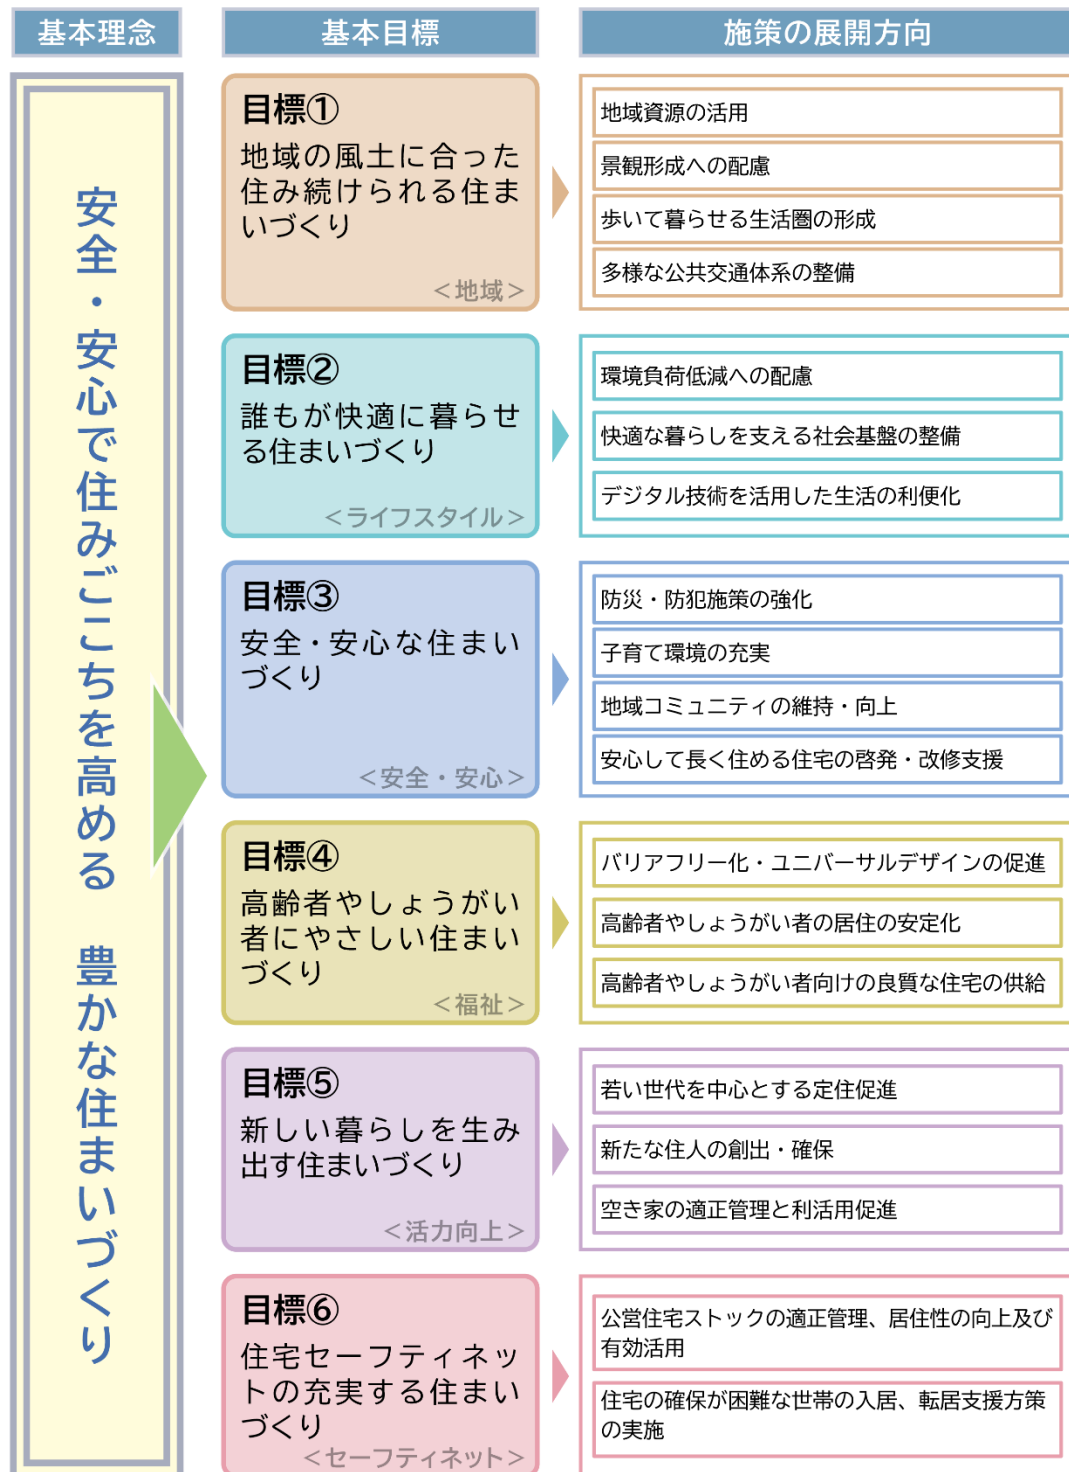 基本理念
基本目標
施策の展開方向
安全・安心で住みごこちを高める　豊かな住まいづくり
目標①
地域の風土に合った
住み続けられる住ま
いづくり
＜地域＞
地域資源の活用
景観形成への配慮
歩いて暮らせる生活圏の形成
多様な公共交通体系の整備
目標②
誰もが快適に暮らせ
る住まいづくり
＜ライフスタイル＞
環境負荷低減への配慮
快適な暮らしを支える社会基盤の整備
デジタル技術を活用した生活の利便化
目標③
安全・安心な住まい
づくり
＜安全・安心＞
防災・防犯施策の強化
子育て環境の充実
地域コミュニティの維持・向上
安心して長く住める住宅の啓発・改修支援
目標④
高齢者やしょうがい
者にやさしい住まい
づくり
＜福祉＞
バリアフリー化・ユニバーサルデザインの促進
高齢者やしょうがい者の居住の安定化
高齢者やしょうがい者向けの良質な住宅の供給
目標⑤
新しい暮らしを生み
出す住まいづくり
＜活力向上＞
若い世代を中心とする定住促進
新たな住人の創出・確保
空き家の適正管理と利活用促進
目標⑥
住宅セーフティネッ
トの充実する住まい
づくり
＜セーフティネット＞
公営住宅ストックの適正管理、居住性の向上及び
有効活用
住宅の確保が困難な世帯の入居、転居支援方策
の実施